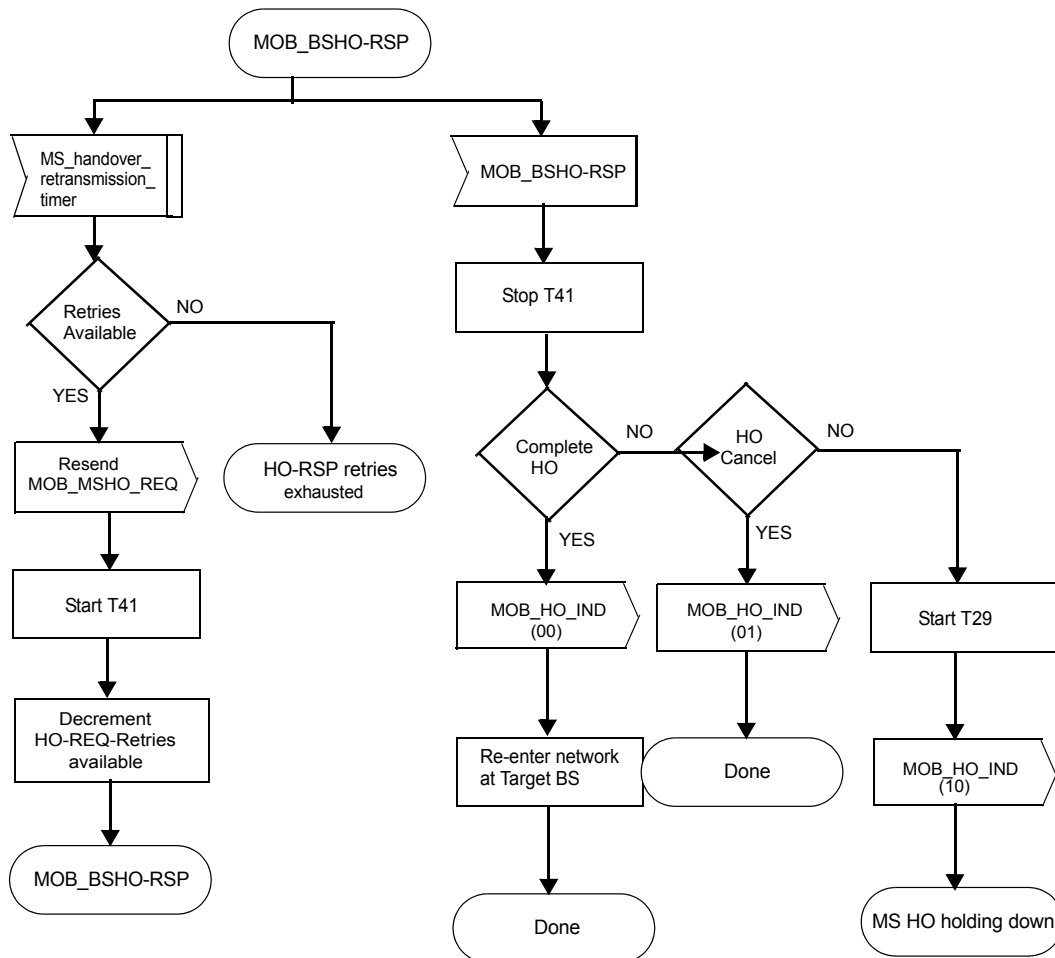 MOB_BSHO-RSP
MS_handover_
retransmission_
timer
Retries
Available
NO
YES
Resend
MOB_MSHO_REQ
HO-RSP retries
exhausted
Start T41
Decrement
HO-REQ-Retries
available
MOB_BSHO-RSP
MOB_BSHO-RSP
Stop T41
Complete
HO
NO
YES
HO
Cancel
NO
YES
MOB_HO_IND
(00)
MOB_HO_IND
(01)
Start T29
Re-enter network
at Target BS
Done
MOB_HO_IND
(10)
Done
MS HO holding down